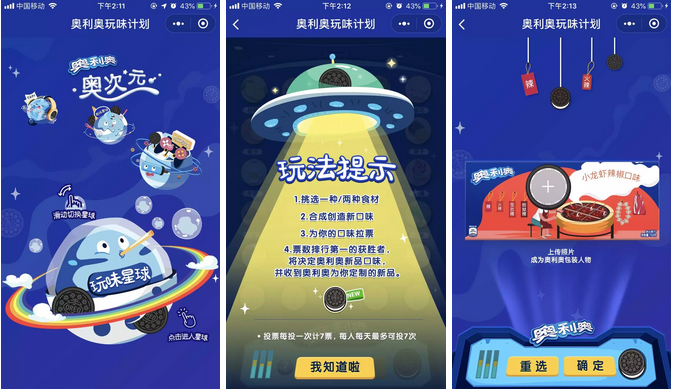 中国移动
下午2:11
43%
奥利奥玩味计划
奥利奥
奥次元
滑动切换星球
玩味星球
点击进入星球
中国移动
下午2:12
43%
奥利奥玩味计划
玩法提示
1.挑选一种/两种食材
2.合成创造新口味
3.为你的口味拉票
4.票数排行第一的获胜者,
将决定奥利奥新品口味,
并收到奥利奥为你定制的新品。
NEW
•投票每投一次计7票,每人每天最多可投7次
我知道啦
中国移动
下午2:13
42%
奥利奥玩味计划
辣
火辣
奥利奥
小龙虾辣椒口味
上传照片
成为奥利奥包装人物
奥利奥
重选
确定